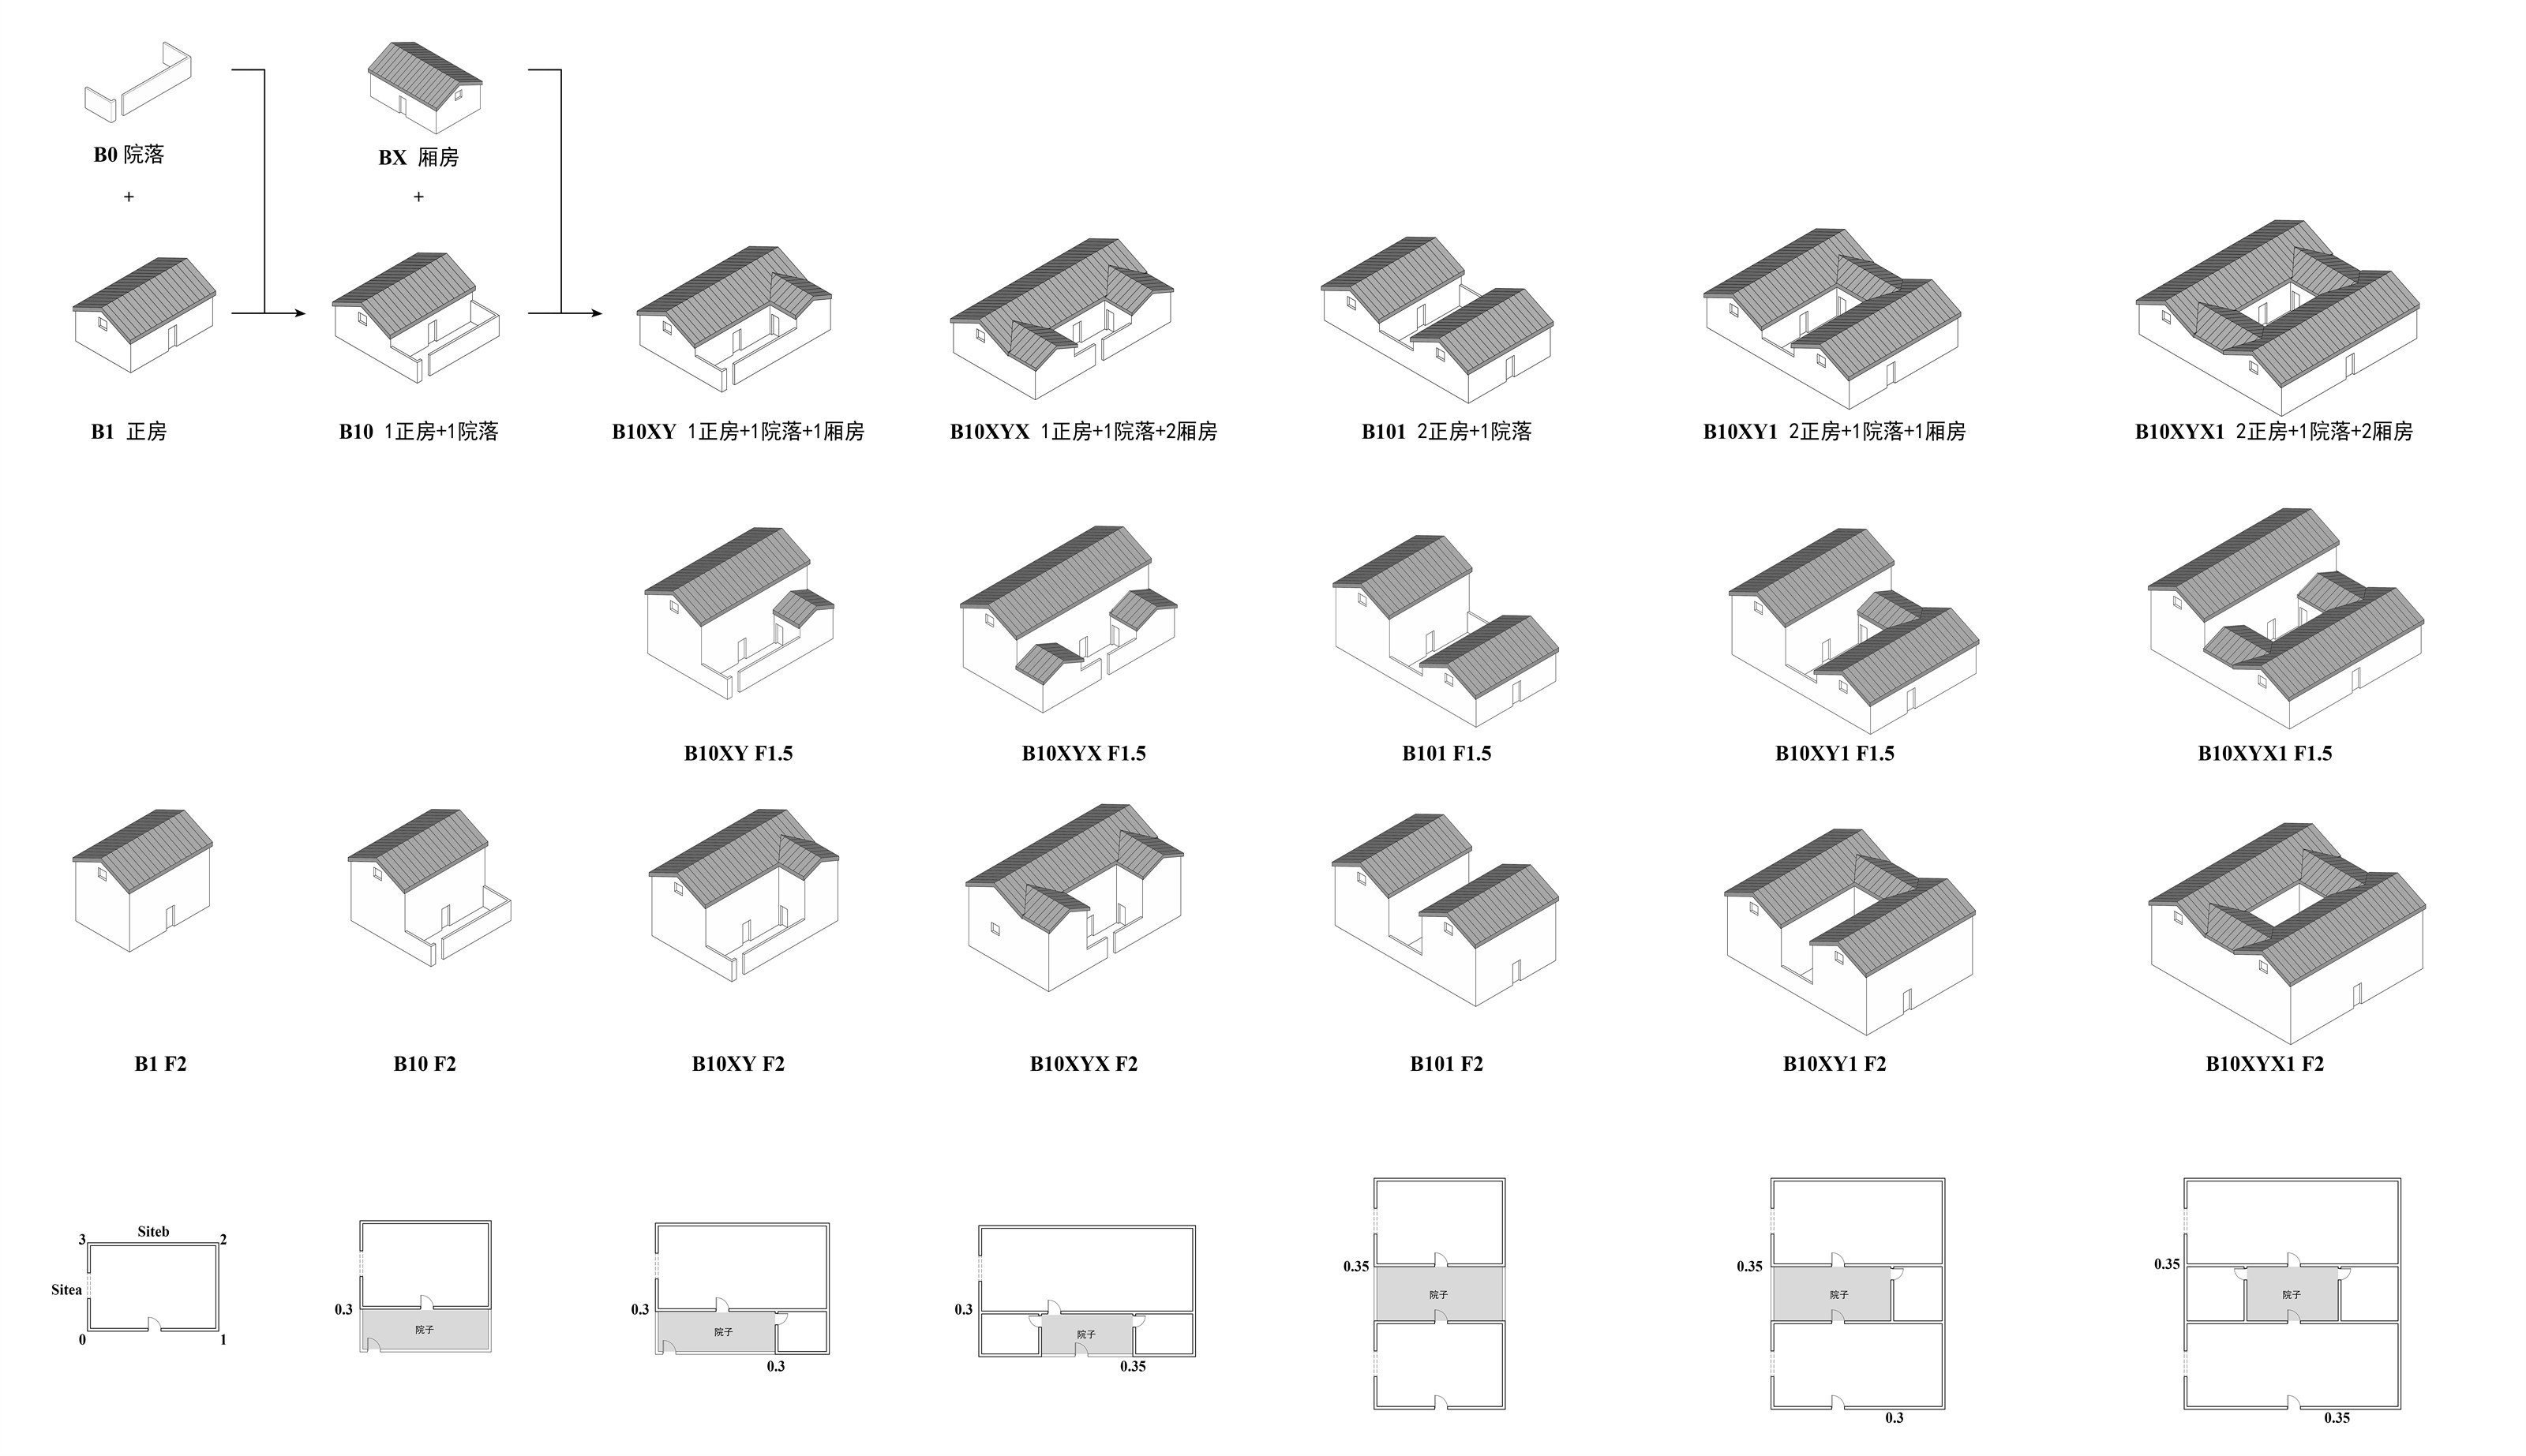 B0 院落
BX 厢房
+
+
B1 正房
B10 1正房+1院落
B10XY 1正房+1院落+1厢房
B10XYX 1正房+1院落+2厢房
B101 2正房+1院落
B10XY1 2正房+1院落+1厢房
B10XYX1 2正房+1院落+2厢房
B10XY F1.5
B10XYX F1.5
B101 F1.5
B10XY1 F1.5
B10XYX1 F1.5
B1 F2
B10 F2
B10XY F2
B10XYX F2
B101 F2
B10XY1 F2
B10XYX1 F2
Siteb
3
2
Sitea
0
1
0.3
院子
0.3
院子
0.3
0.3
院子
0.35
0.35
院子
0.35
院子
0.3
0.35
院子
0.35